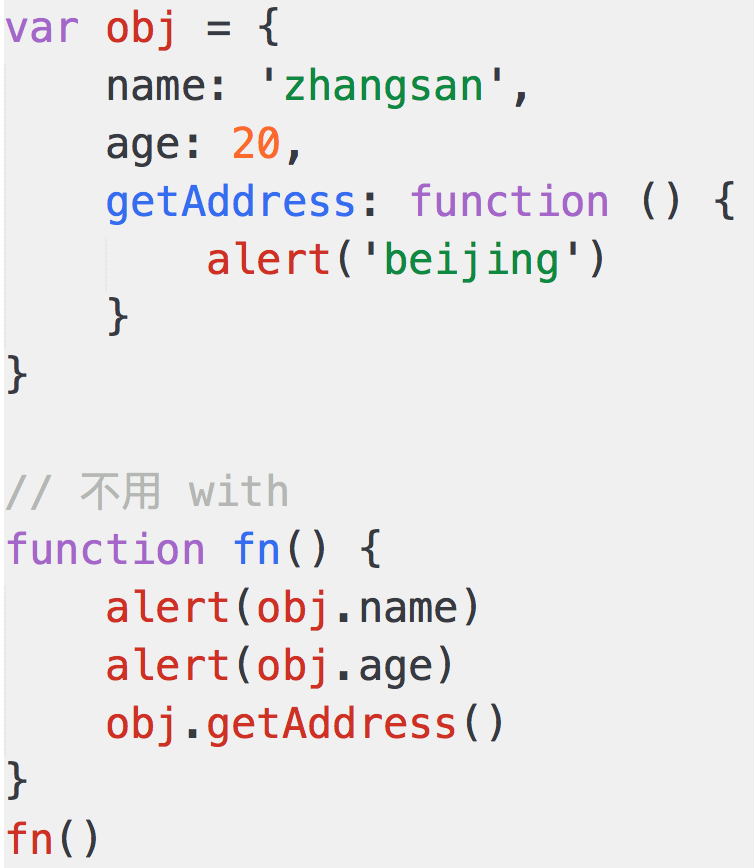 var obj = {
    name: 'zhangsan',
    age: 20,
    getAddress: function () {
        alert('beijing')
    }
}
// 不用 with
function fn() {
    alert(obj.name)
    alert(obj.age)
    obj.getAddress()
}
fn()